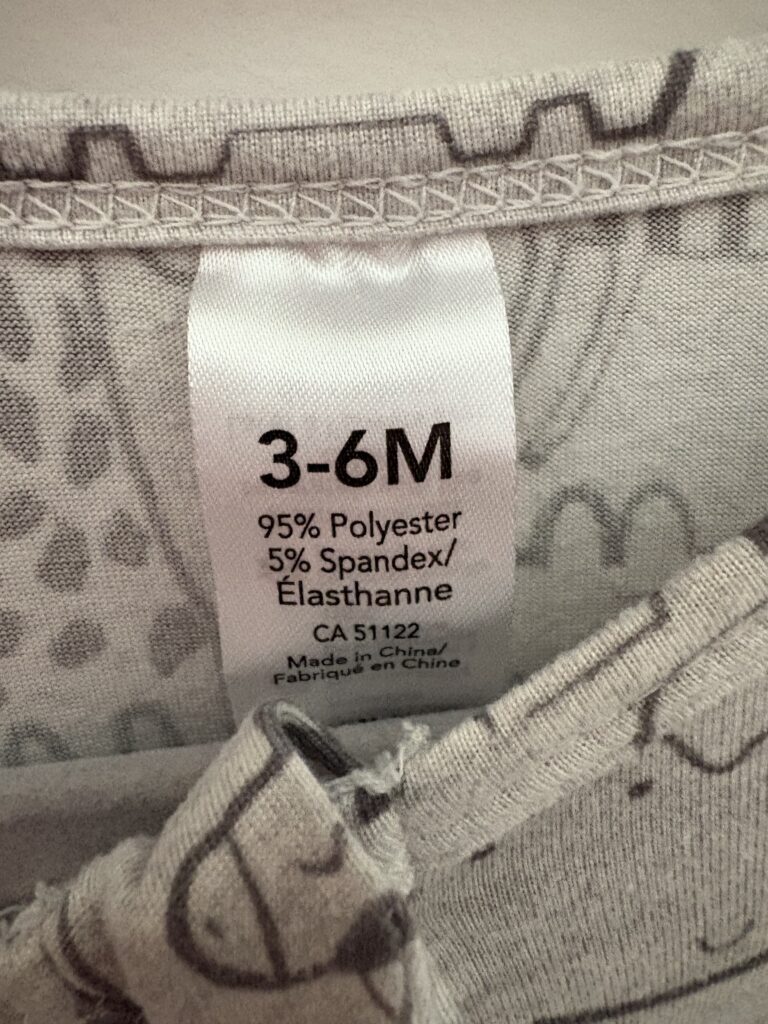 3-6M
95% Polyester
5% Spandex/
Élasthanne
CA 51122
Made in China/
Fabriqué en Chine